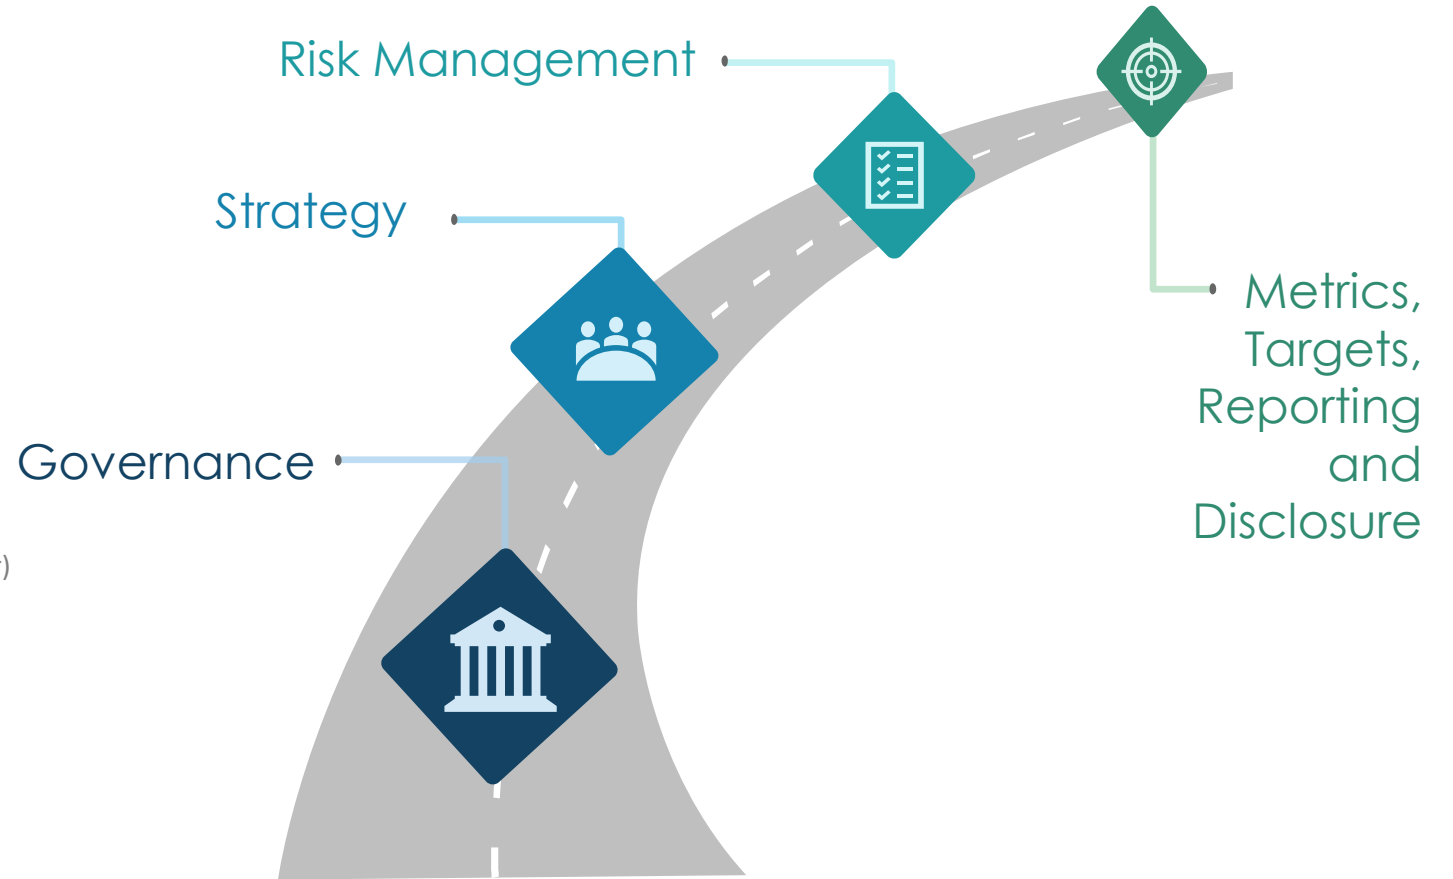 Risk Management
Strategy
Governance
)
Metrics,
Targets,
Reporting
and
Disclosure